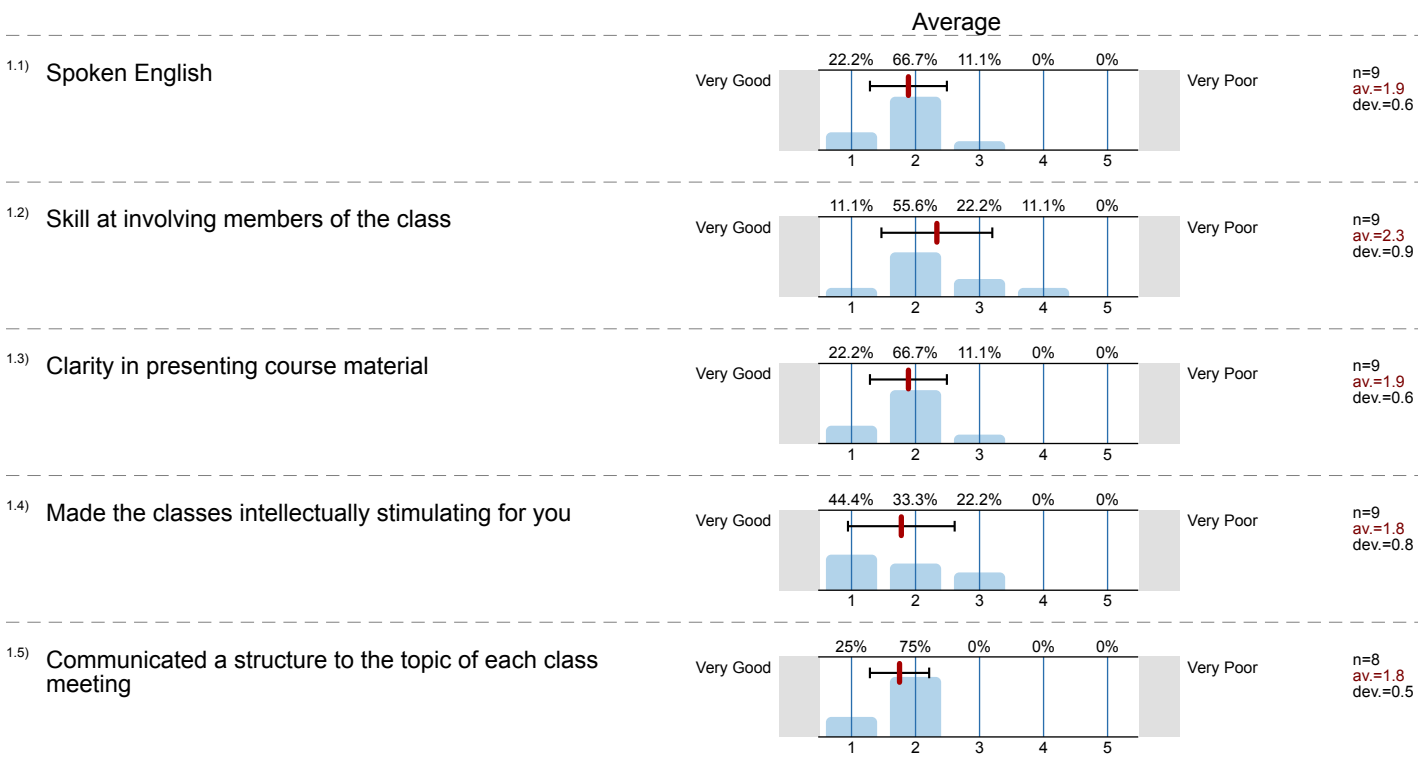 Average
1.1) Spoken English
22.2% 66.7% 11.1% 0% 0%
Very Good
Very Poor
n=9
av.=1.9
dev.=0.6
1 2 3 4 5
1.2) Skill at involving members of the class
11.1% 55.6% 22.2% 11.1% 0%
Very Good
Very Poor
n=9
av.=2.3
dev.=0.9
1 2 3 4 5
1.3) Clarity in presenting course material
22.2% 66.7% 11.1% 0% 0%
Very Good
Very Poor
n=9
av.=1.9
dev.=0.6
1 2 3 4 5
1.4) Made the classes intellectually stimulating for you
44.4% 33.3% 22.2% 0% 0%
Very Good
Very Poor
n=9
av.=1.8
dev.=0.8
1 2 3 4 5
1.5) Communicated a structure to the topic of each class
meeting
25% 75% 0% 0% 0%
Very Good
Very Poor
n=8
av.=1.8
dev.=0.5
1 2 3 4 5